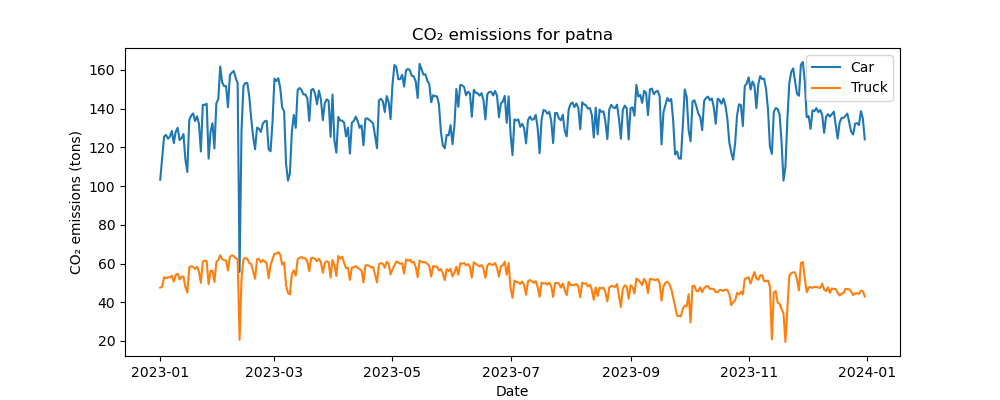 CO₂ emissions for patna
CO₂ emissions (tons)
160
140
120
100
80
60
40
20
Car
Truck
2023-01 2023-03 2023-05 2023-07 2023-09 2023-11 2024-01
Date